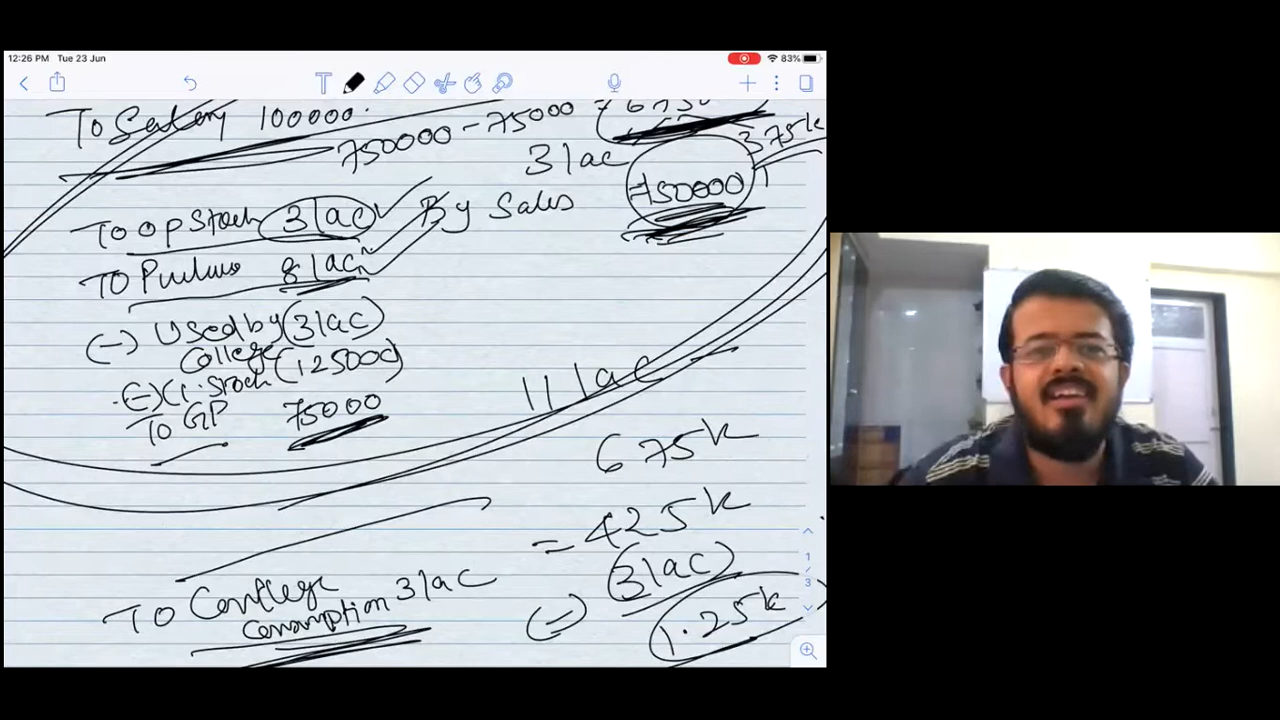 12:26 PM Tue 23 Jun
83%
T
To Salary 100000.
750000 - 75000
3 lac
375k
750000
To op Stock 3 lac
By Sales
To Purchase 8 lac
(-) Used by College (3 lac)
(-) Cl. Stock (125000)
To GP 75000
11 lac
675k
= 425k
(-) (3 lac)
1.25k
To College Consumption 3 lac
1
3